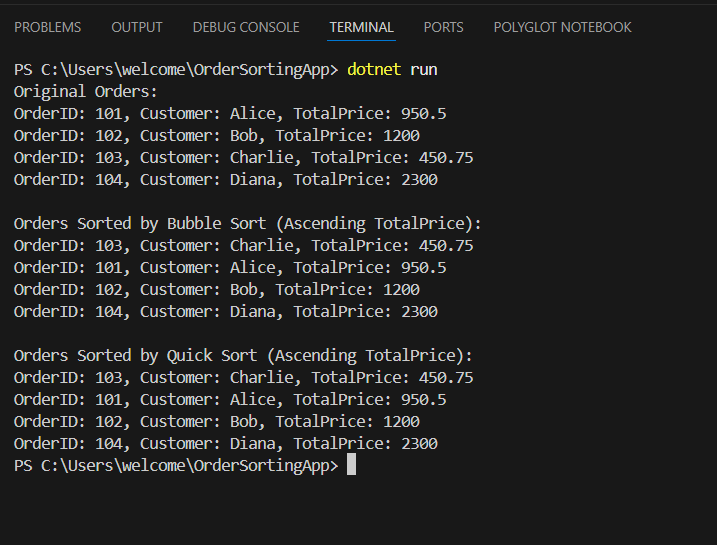 PROBLEMS OUTPUT DEBUG CONSOLE TERMINAL PORTS POLYGLOT NOTEBOOK
PS C:\Users\welcome\OrderSortingApp> dotnet run
Original Orders:
OrderID: 101, Customer: Alice, TotalPrice: 950.5
OrderID: 102, Customer: Bob, TotalPrice: 1200
OrderID: 103, Customer: Charlie, TotalPrice: 450.75
OrderID: 104, Customer: Diana, TotalPrice: 2300
Orders Sorted by Bubble Sort (Ascending TotalPrice):
OrderID: 103, Customer: Charlie, TotalPrice: 450.75
OrderID: 101, Customer: Alice, TotalPrice: 950.5
OrderID: 102, Customer: Bob, TotalPrice: 1200
OrderID: 104, Customer: Diana, TotalPrice: 2300
Orders Sorted by Quick Sort (Ascending TotalPrice):
OrderID: 103, Customer: Charlie, TotalPrice: 450.75
OrderID: 101, Customer: Alice, TotalPrice: 950.5
OrderID: 102, Customer: Bob, TotalPrice: 1200
OrderID: 104, Customer: Diana, TotalPrice: 2300
PS C:\Users\welcome\OrderSortingApp>